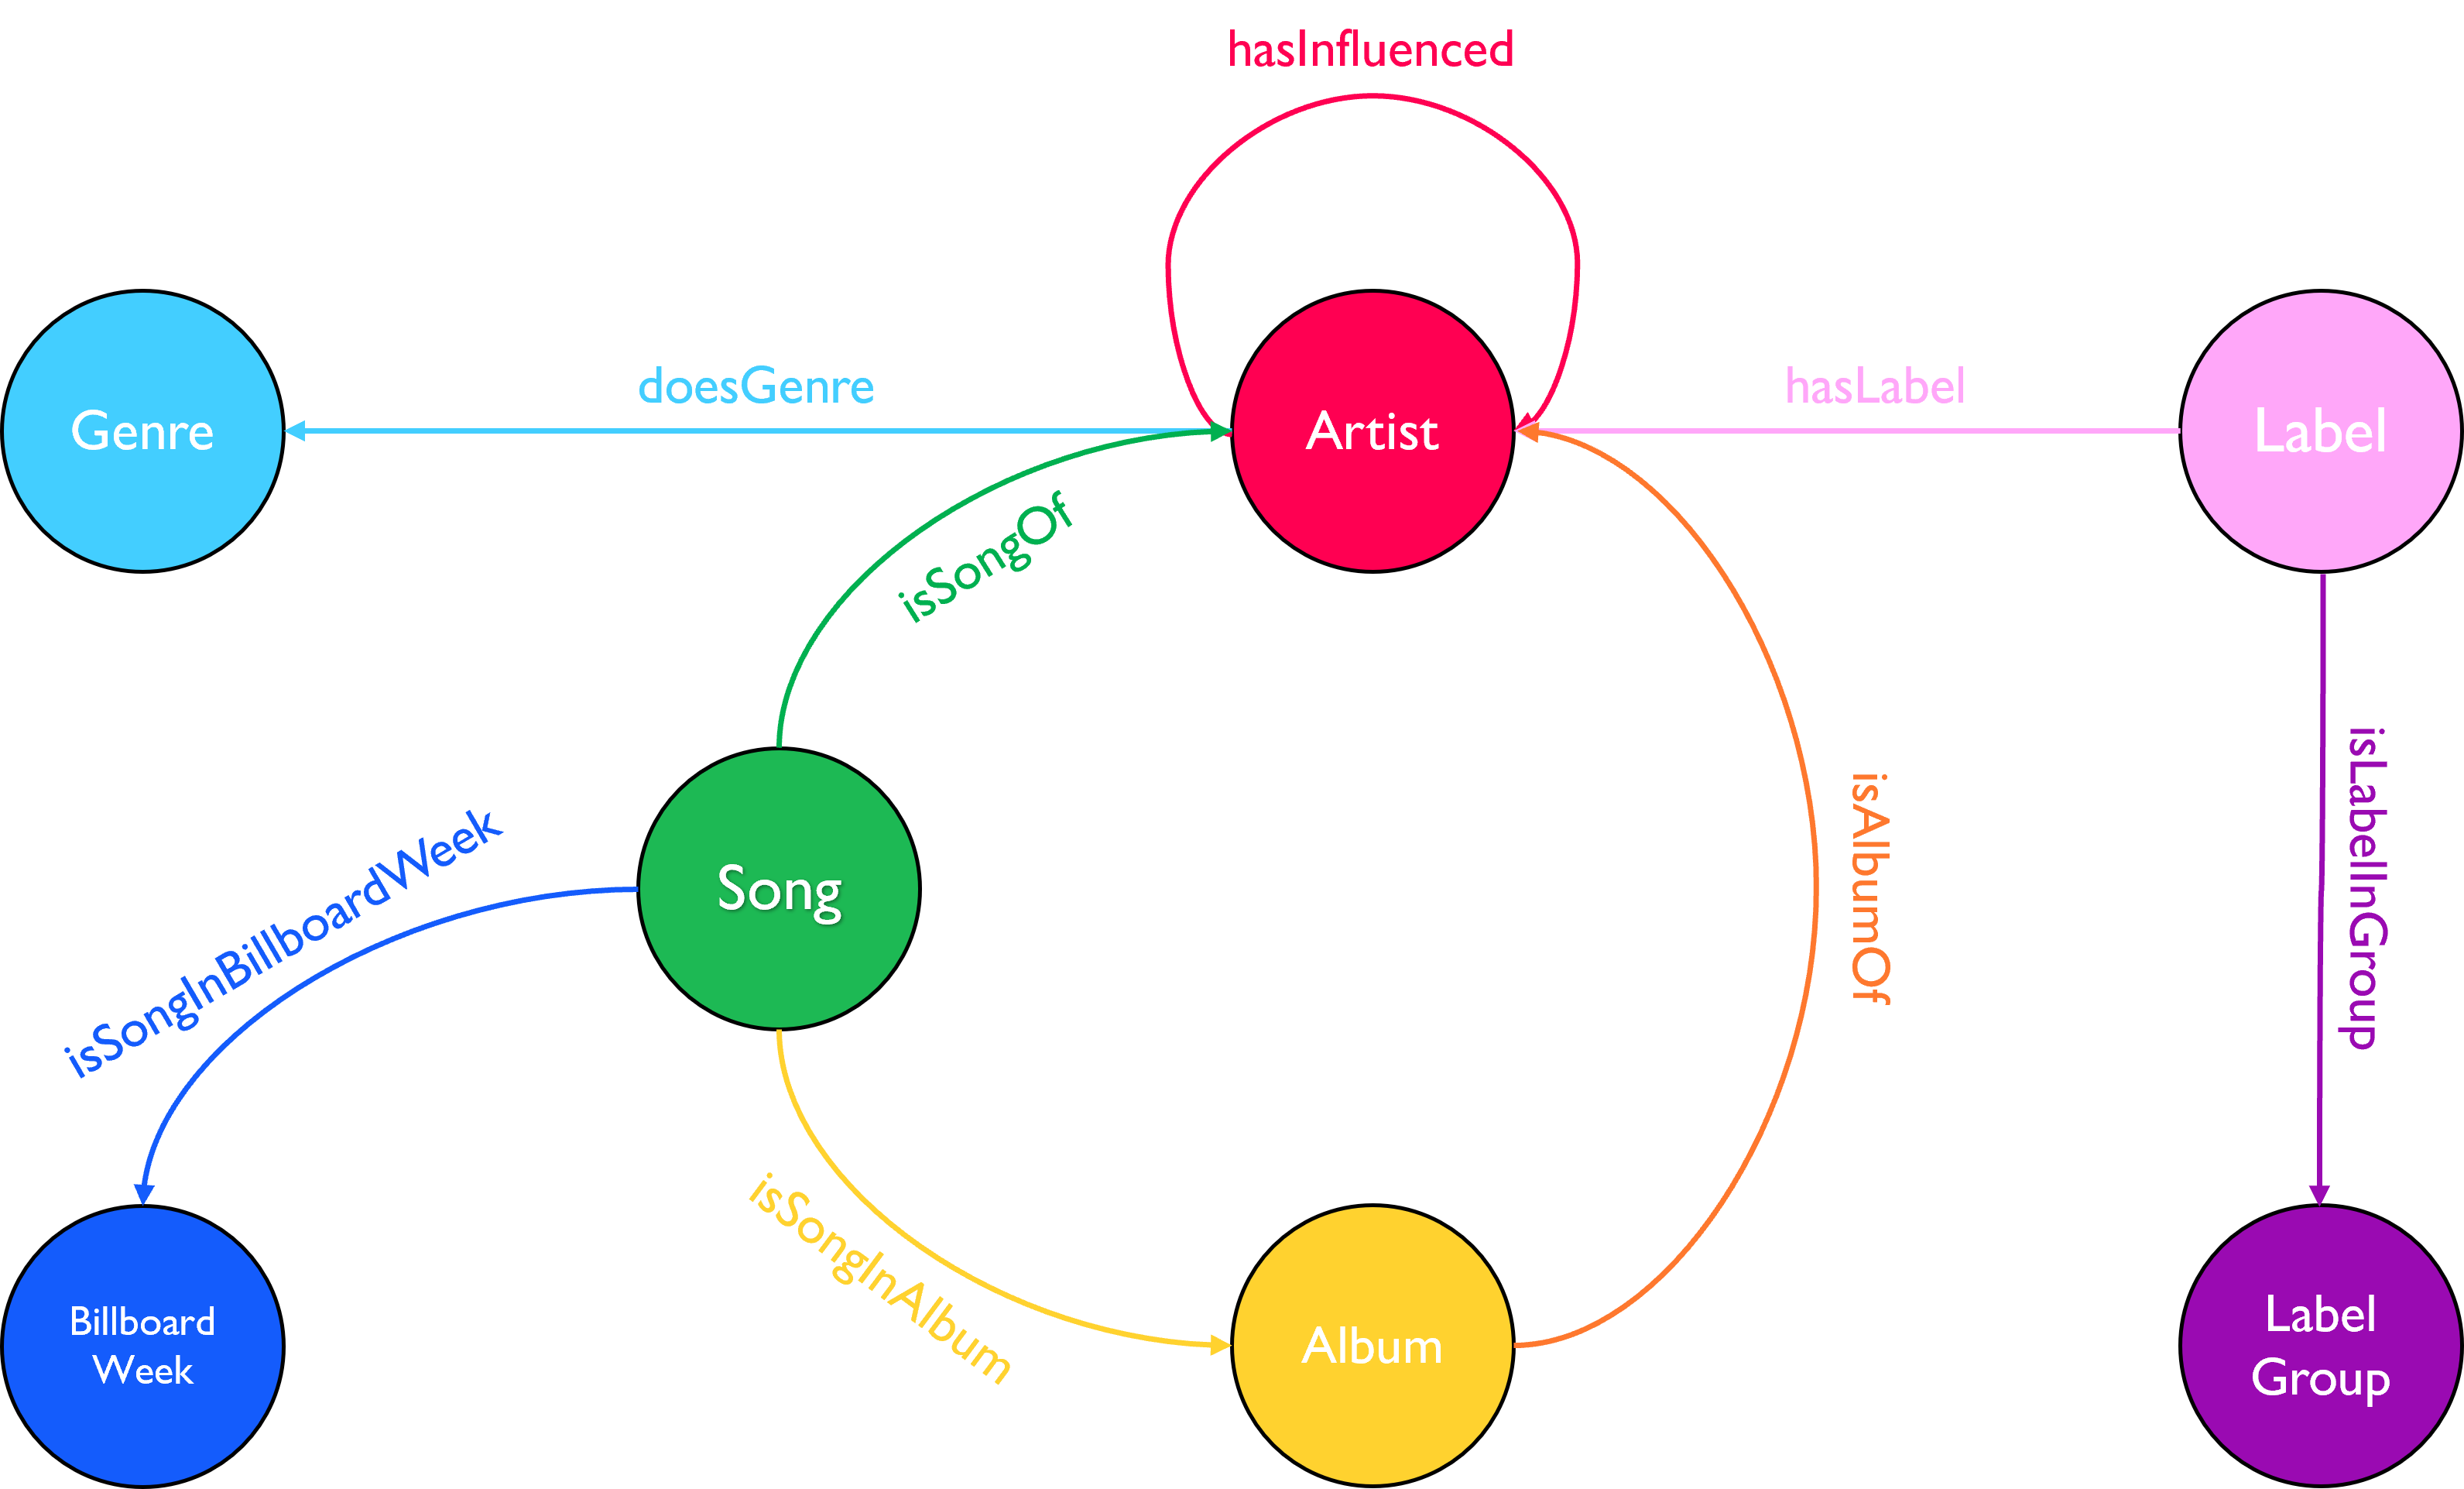 hasInfluenced
doesGenre
hasLabel
Genre
Artist
Label
isSongOf
isLabelInGroup
isAlbumOf
isSongInBillboardWeek
Song
isSongInAlbum
Billboard
Week
Album
Label
Group